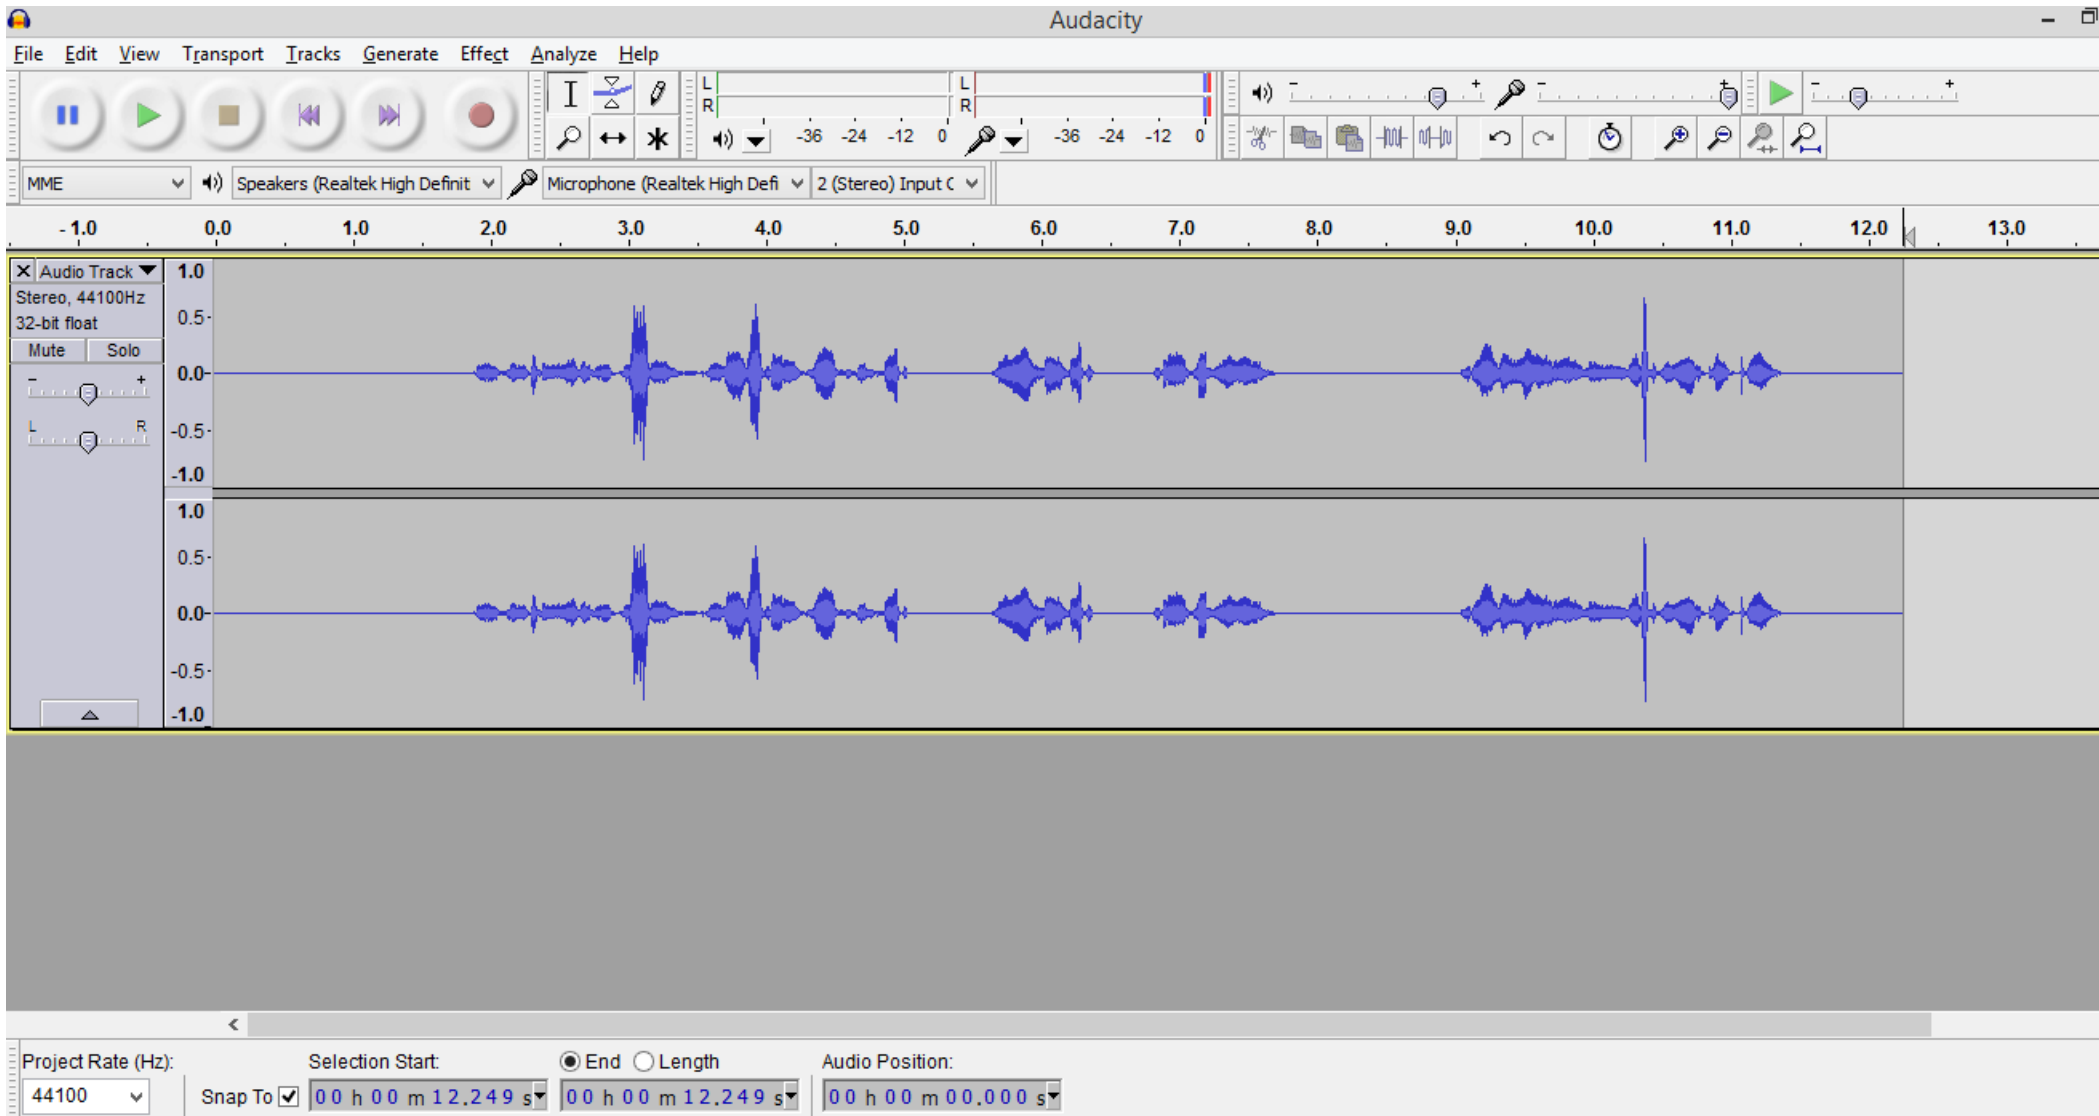 Audacity
File Edit View Transport Tracks Generate Effect Analyze Help
L L
R R
-36 -24 -12 0 -36 -24 -12 0
MME Speakers (Realtek High Definit Microphone (Realtek High Defi 2 (Stereo) Input C
- 1.0 0.0 1.0 2.0 3.0 4.0 5.0 6.0 7.0 8.0 9.0 10.0 11.0 12.0 13.0
X Audio Track 1.0
Stereo, 44100Hz
32-bit float 0.5
Mute Solo
- + 0.0
L R -0.5
-1.0
1.0
0.5
0.0
-0.5
-1.0
Project Rate (Hz): Selection Start: End Length Audio Position:
44100 Snap To 00 h 00 m 12.249 s 00 h 00 m 12.249 s 00 h 00 m 00.000 s